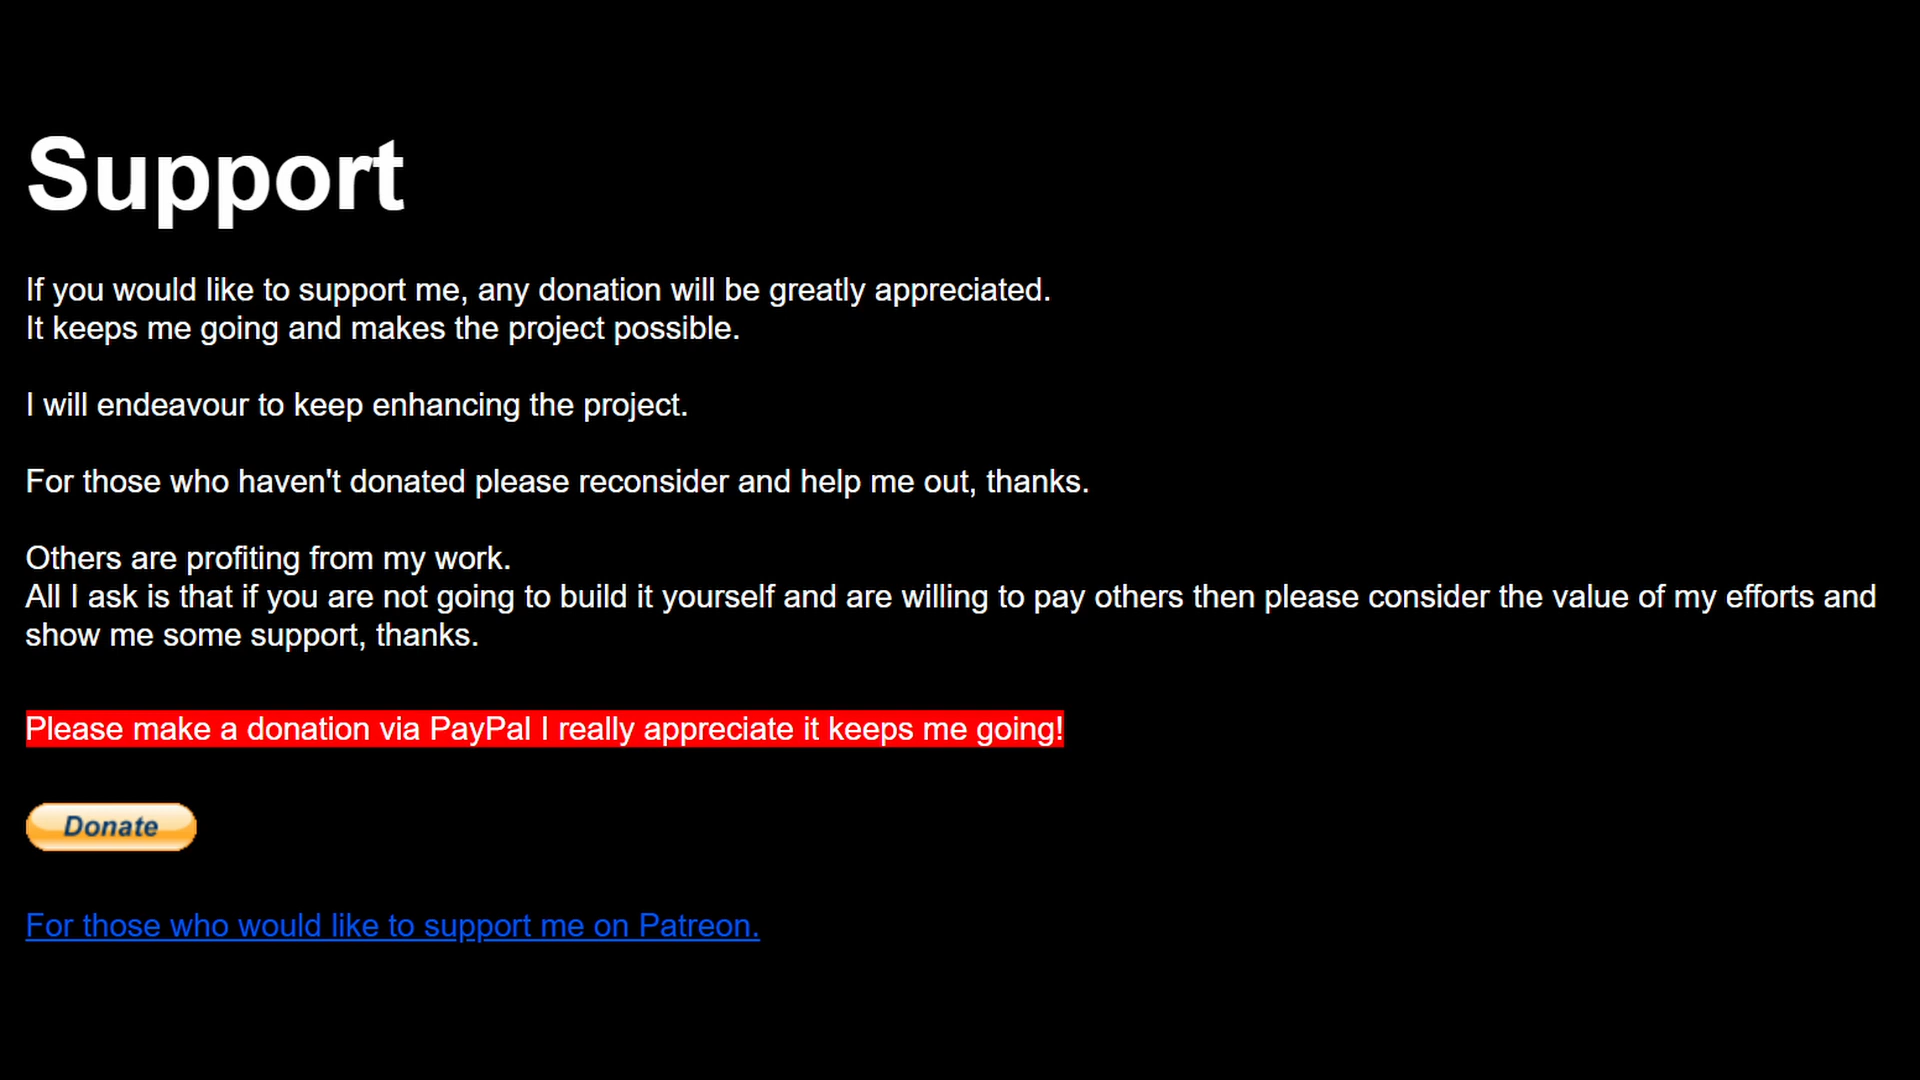 Support
If you would like to support me, any donation will be greatly appreciated.
It keeps me going and makes the project possible.
I will endeavour to keep enhancing the project.
For those who haven't donated please reconsider and help me out, thanks.
Others are profiting from my work.
All I ask is that if you are not going to build it yourself and are willing to pay others then please consider the value of my efforts and
show me some support, thanks.
Please make a donation via PayPal I really appreciate it keeps me going!
Donate
For those who would like to support me on Patreon.